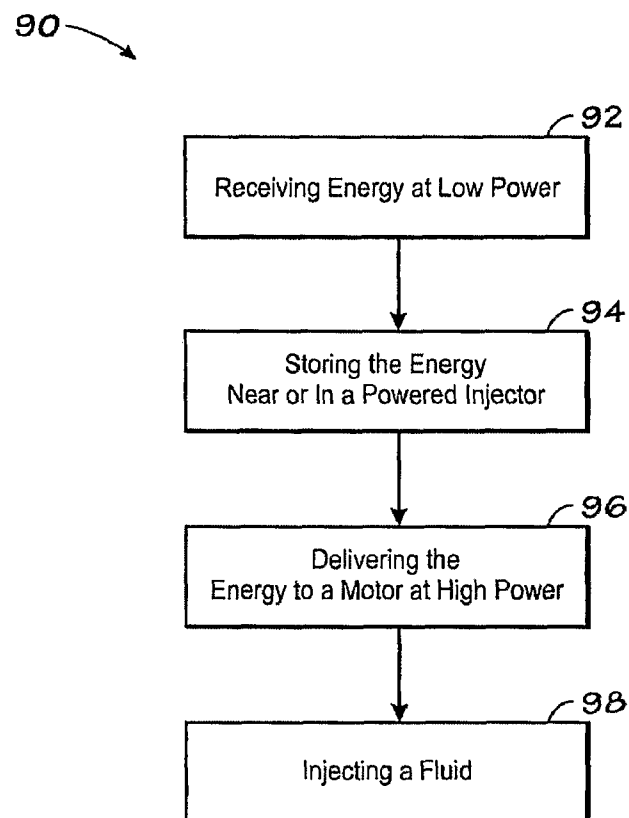 90
92
Receiving Energy at Low Power
94
Storing the Energy
Near or In a Powered Injector
96
Delivering the
Energy to a Motor at High Power
98
Injecting a Fluid